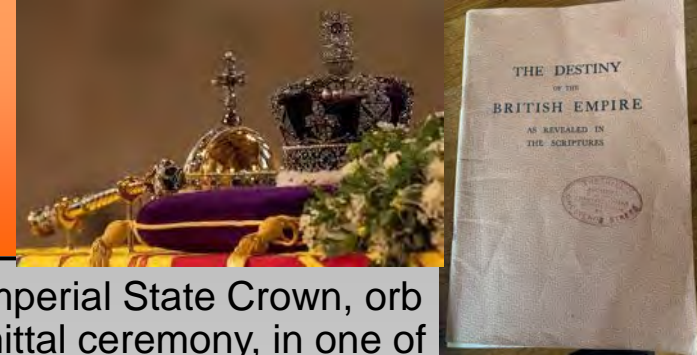 THE DESTINY
OF THE
BRITISH EMPIRE
AS REVEALED IN
THE SCRIPTURES
mperial State Crown, orb
nittal ceremony, in one of